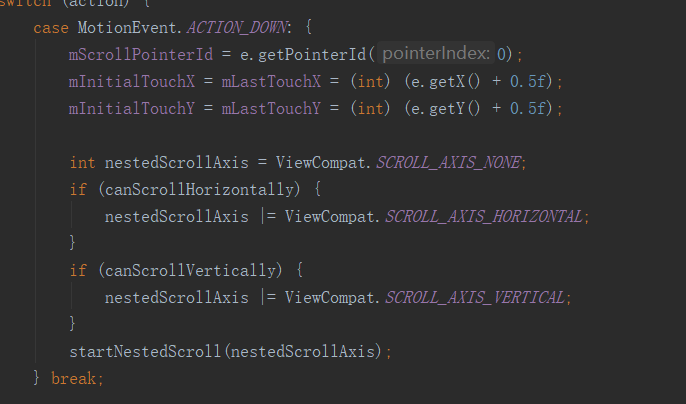 switch (action) {
case MotionEvent.ACTION_DOWN: {
mScrollPointerId = e.getPointerId( pointerIndex: 0);
mInitialTouchX = mLastTouchX = (int) (e.getX() + 0.5f);
mInitialTouchY = mLastTouchY = (int) (e.getY() + 0.5f);
int nestedScrollAxis = ViewCompat.SCROLL_AXIS_NONE;
if (canScrollHorizontally) {
nestedScrollAxis |= ViewCompat.SCROLL_AXIS_HORIZONTAL;
}
if (canScrollVertically) {
nestedScrollAxis |= ViewCompat.SCROLL_AXIS_VERTICAL;
}
startNestedScroll(nestedScrollAxis);
} break;